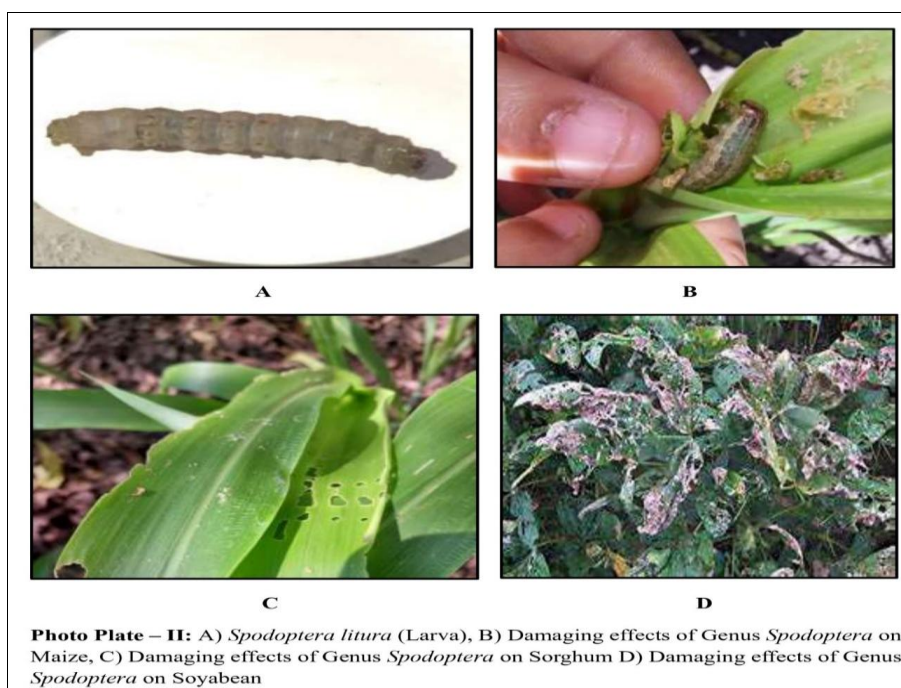 A
B
C
D
Photo Plate – II: A) Spodoptera litura (Larva), B) Damaging effects of Genus Spodoptera on
Maize, C) Damaging effects of Genus Spodoptera on Sorghum D) Damaging effects of Genus
Spodoptera on Soyabean